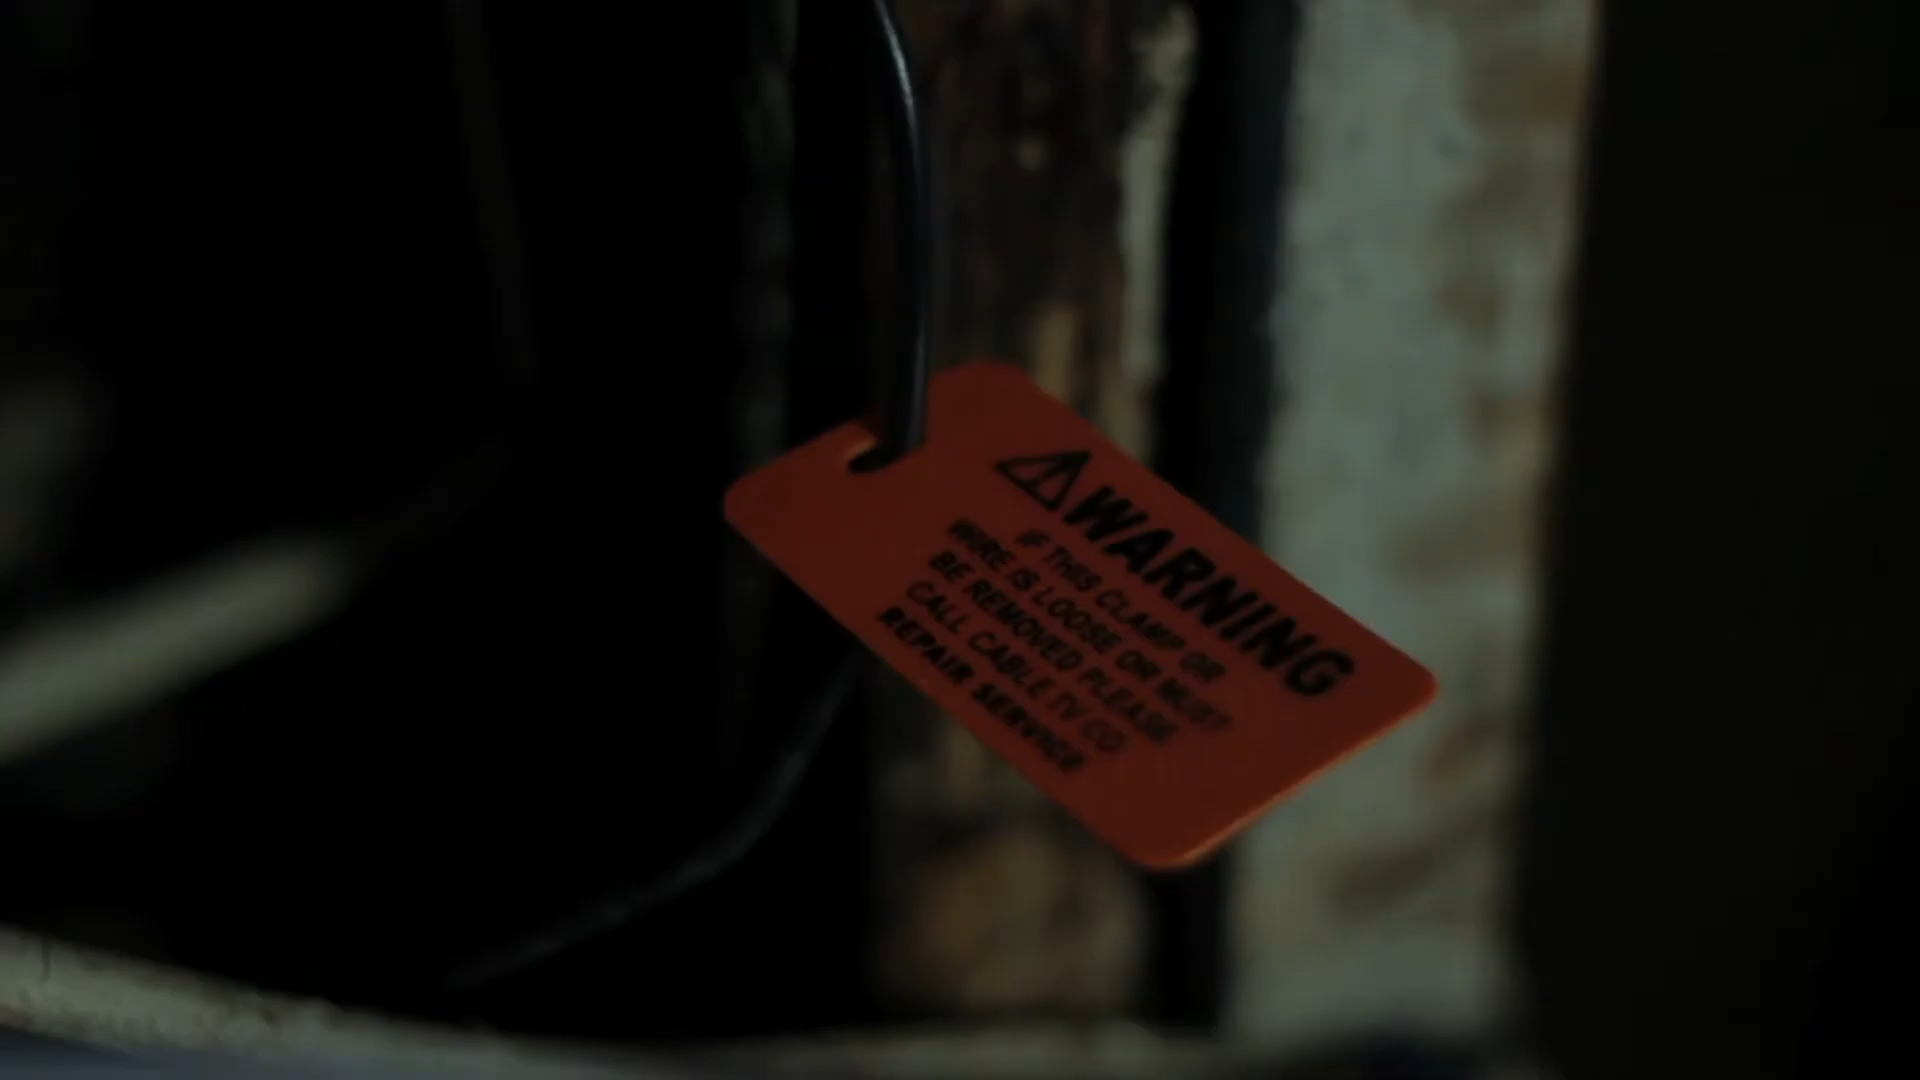 WARNING
IF THIS CLAMP OR
WIRE IS LOOSE OR MUST
BE REMOVED PLEASE
CALL CABLE TV CO.
REPAIR SERVICE